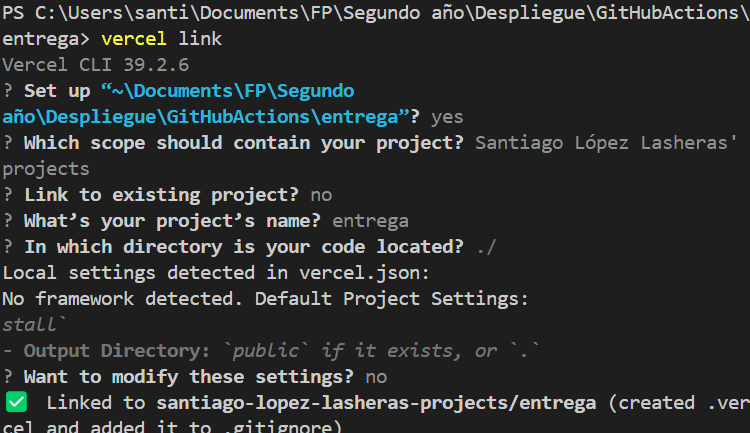 PS C:\Users\santi\Documents\FP\Segundo año\Despliegue\GitHubActions\
entrega> vercel link
Vercel CLI 39.2.6
? Set up “~\Documents\FP\Segundo
año\Despliegue\GitHubActions\entrega”? yes
? Which scope should contain your project? Santiago López Lasheras'
projects
? Link to existing project? no
? What’s your project’s name? entrega
? In which directory is your code located? ./
Local settings detected in vercel.json:
No framework detected. Default Project Settings:
stall`
- Output Directory: `public` if it exists, or `.`
? Want to modify these settings? no
✅ Linked to santiago-lopez-lasheras-projects/entrega (created .ver
cel and added it to .gitignore)